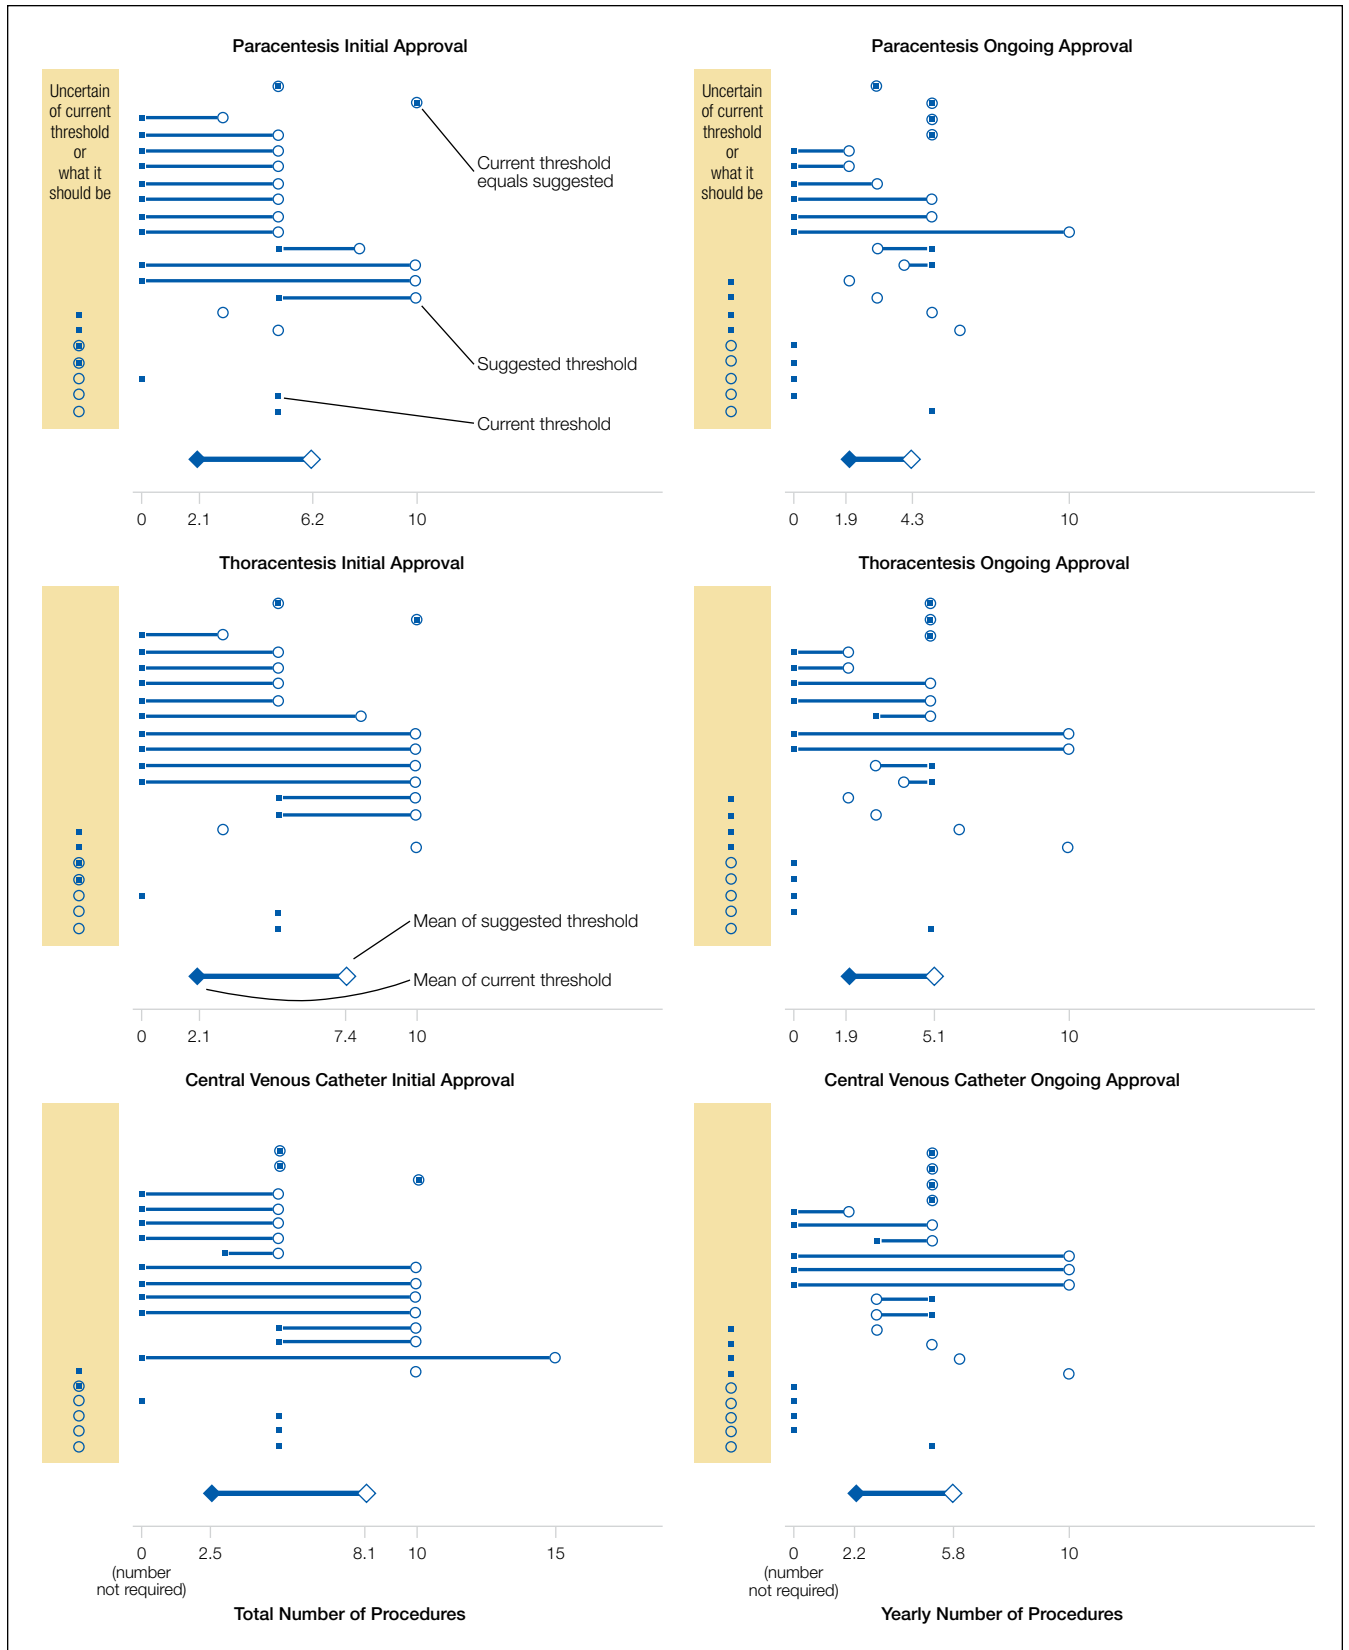 Paracentesis Initial Approval
Uncertain
of current
threshold
or
what it
should be
Current threshold
equals suggested
Suggested threshold
Current threshold
0 2.1 6.2 10
Paracentesis Ongoing Approval
Uncertain
of current
threshold
or
what it
should be
0 1.9 4.3 10
Thoracentesis Initial Approval
Mean of suggested threshold
Mean of current threshold
0 2.1 7.4 10
Thoracentesis Ongoing Approval
0 1.9 5.1 10
Central Venous Catheter Initial Approval
0 2.5 8.1 10 15
(number
not required)
Total Number of Procedures
Central Venous Catheter Ongoing Approval
0 2.2 5.8 10
(number
not required)
Yearly Number of Procedures